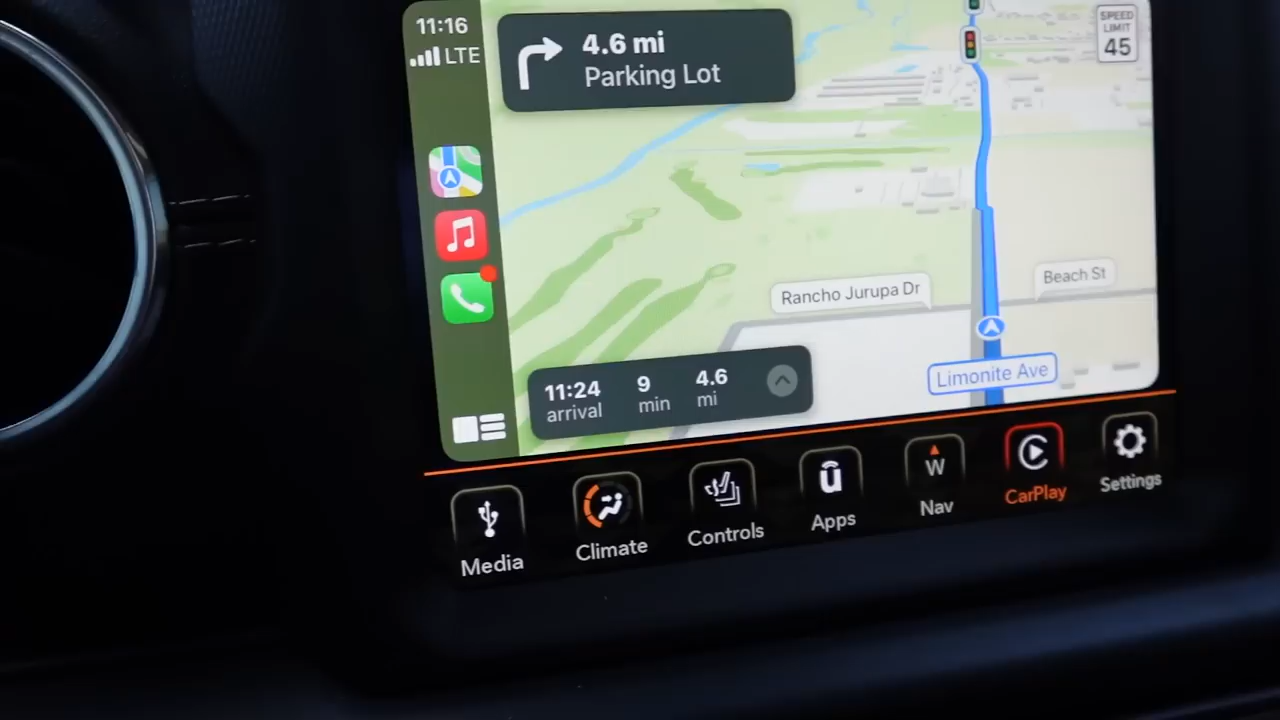 11:16
LTE
4.6 mi
Parking Lot
SPEED
LIMIT
45
Rancho Jurupa Dr
Beach St
Limonite Ave
11:24 9 4.6
arrival min mi
W
Media
Climate
Controls
u
Apps
Nav
CarPlay
Settings